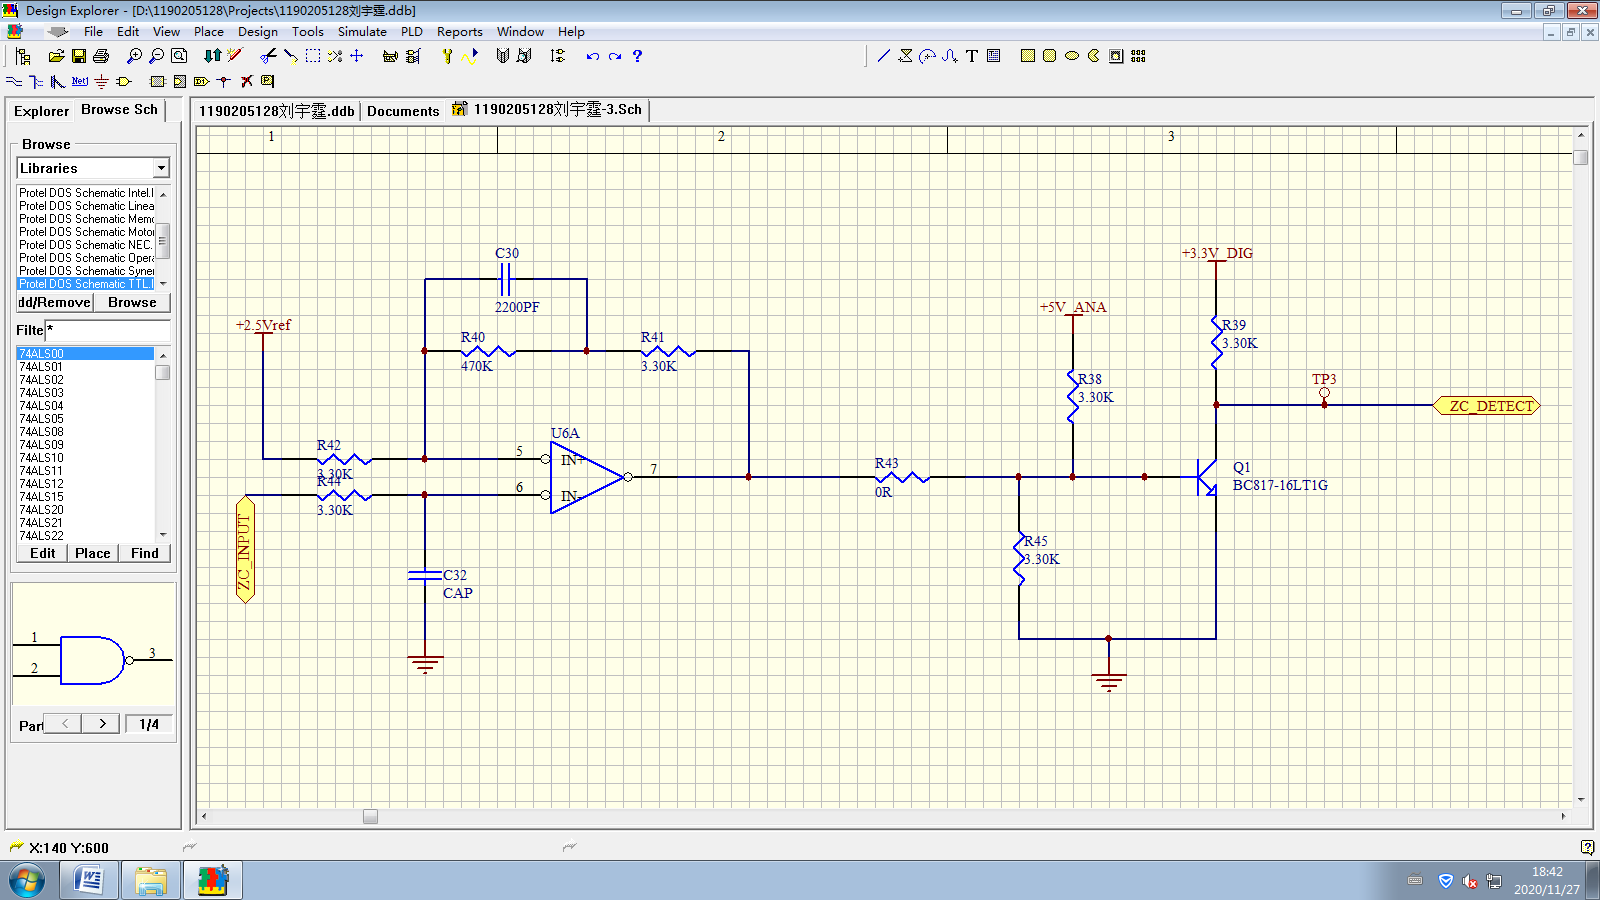 Design Explorer - [D:\1190205128\Projects\1190205128刘宇霆.ddb]
File Edit View Place Design Tools Simulate PLD Reports Window Help
Net1
D1
P
Explorer
Browse Sch
1190205128刘宇霆.ddb
Documents
1190205128刘宇霆-3.Sch
Browse
Libraries
Protel DOS Schematic Intel.l
Protel DOS Schematic Linea
Protel DOS Schematic Memo
Protel DOS Schematic Motor
Protel DOS Schematic NEC.
Protel DOS Schematic Opera
Protel DOS Schematic Syner
Protel DOS Schematic TTL.l
dd/Remove
Browse
Filte
*
74ALS00
74ALS01
74ALS02
74ALS03
74ALS04
74ALS05
74ALS08
74ALS09
74ALS10
74ALS11
74ALS12
74ALS15
74ALS20
74ALS21
74ALS22
Edit
Place
Find
1
2
3
Part
<
>
1/4
1
2
3
C30
2200PF
+2.5Vref
R40
470K
R41
3.30K
R42
3.30K
R44
3.30K
ZC_INPUT
U6A
5
IN+
6
IN-
7
C32
CAP
R43
0R
+5V_ANA
R38
3.30K
R45
3.30K
+3.3V_DIG
R39
3.30K
TP3
ZC_DETECT
Q1
BC817-16LT1G
X:140 Y:600
18:42
2020/11/27